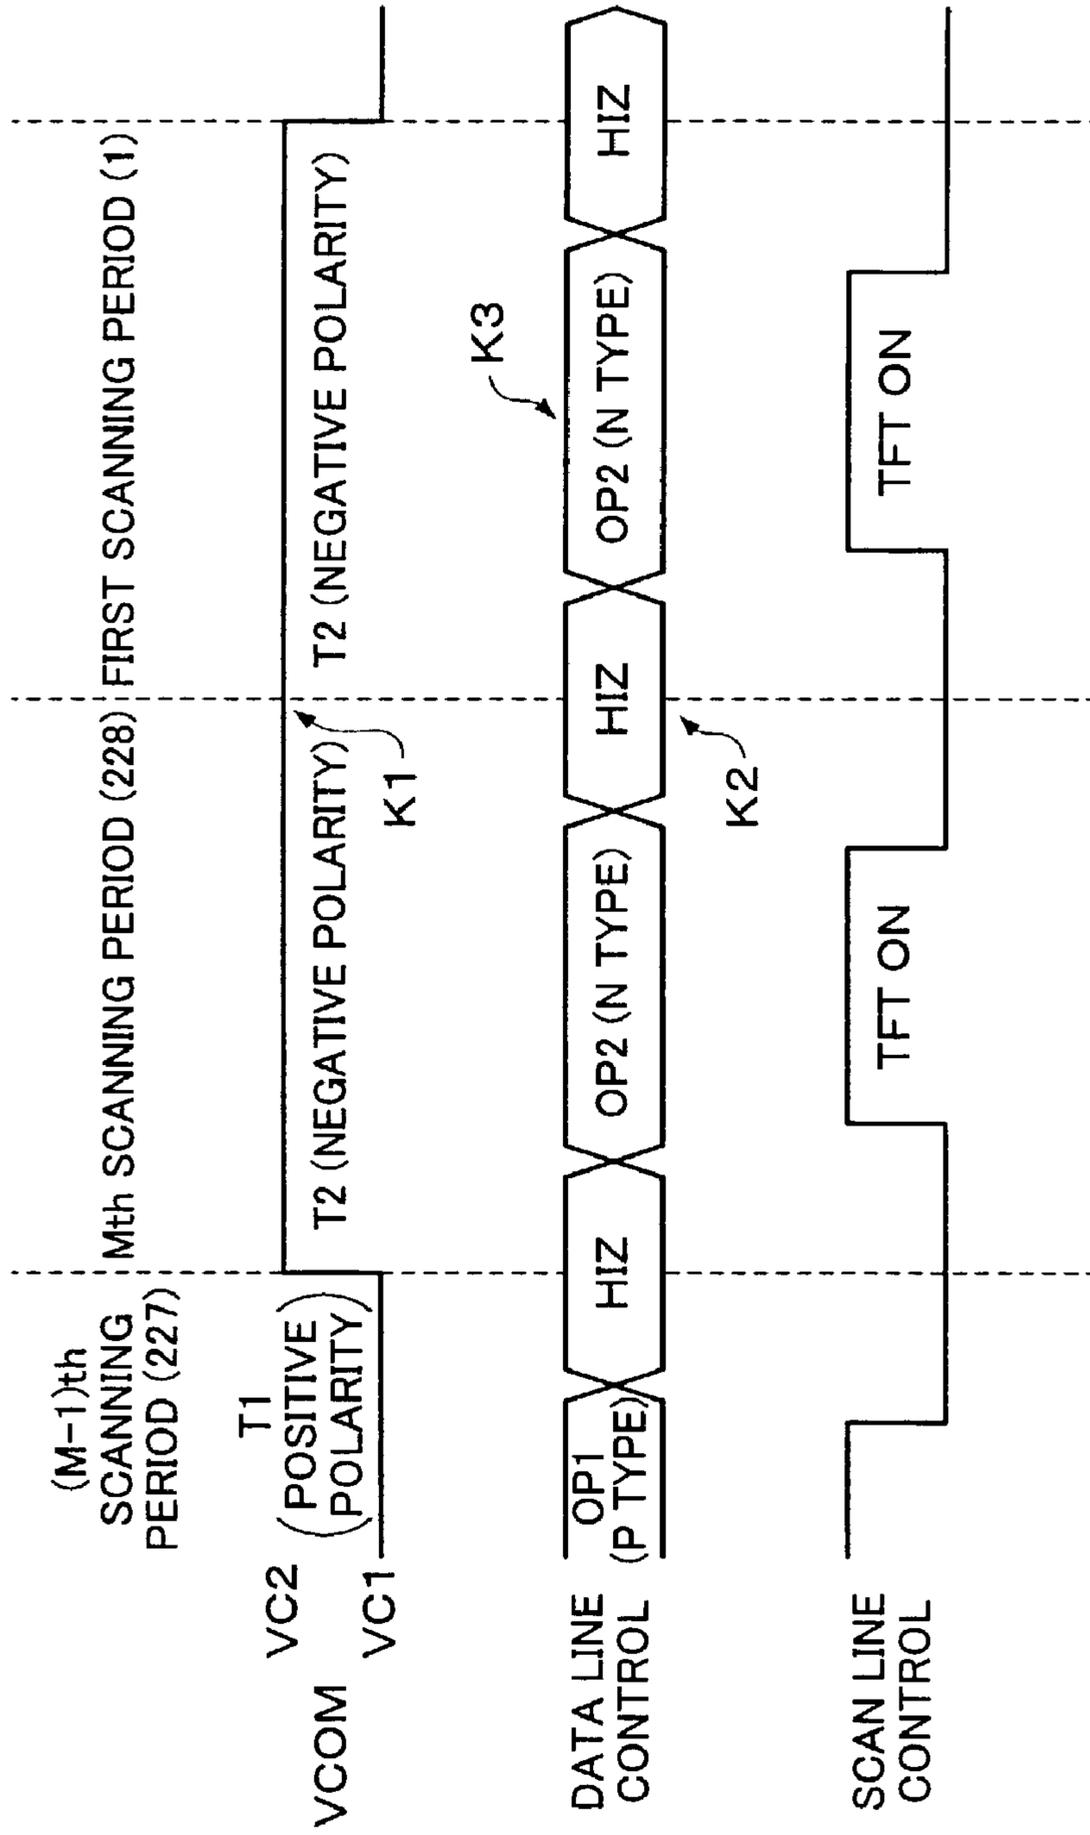 (M-1)th
SCANNING
PERIOD (227)
Mth SCANNING PERIOD (228)
FIRST SCANNING PERIOD (1)
VCOM
VC2
VC1
T1
(POSITIVE
POLARITY)
T2 (NEGATIVE POLARITY)
T2 (NEGATIVE POLARITY)
K1
K3
DATA LINE
CONTROL
OP1
(P TYPE)
HIZ
OP2 (N TYPE)
HIZ
OP2 (N TYPE)
HIZ
K2
SCAN LINE
CONTROL
TFT ON
TFT ON